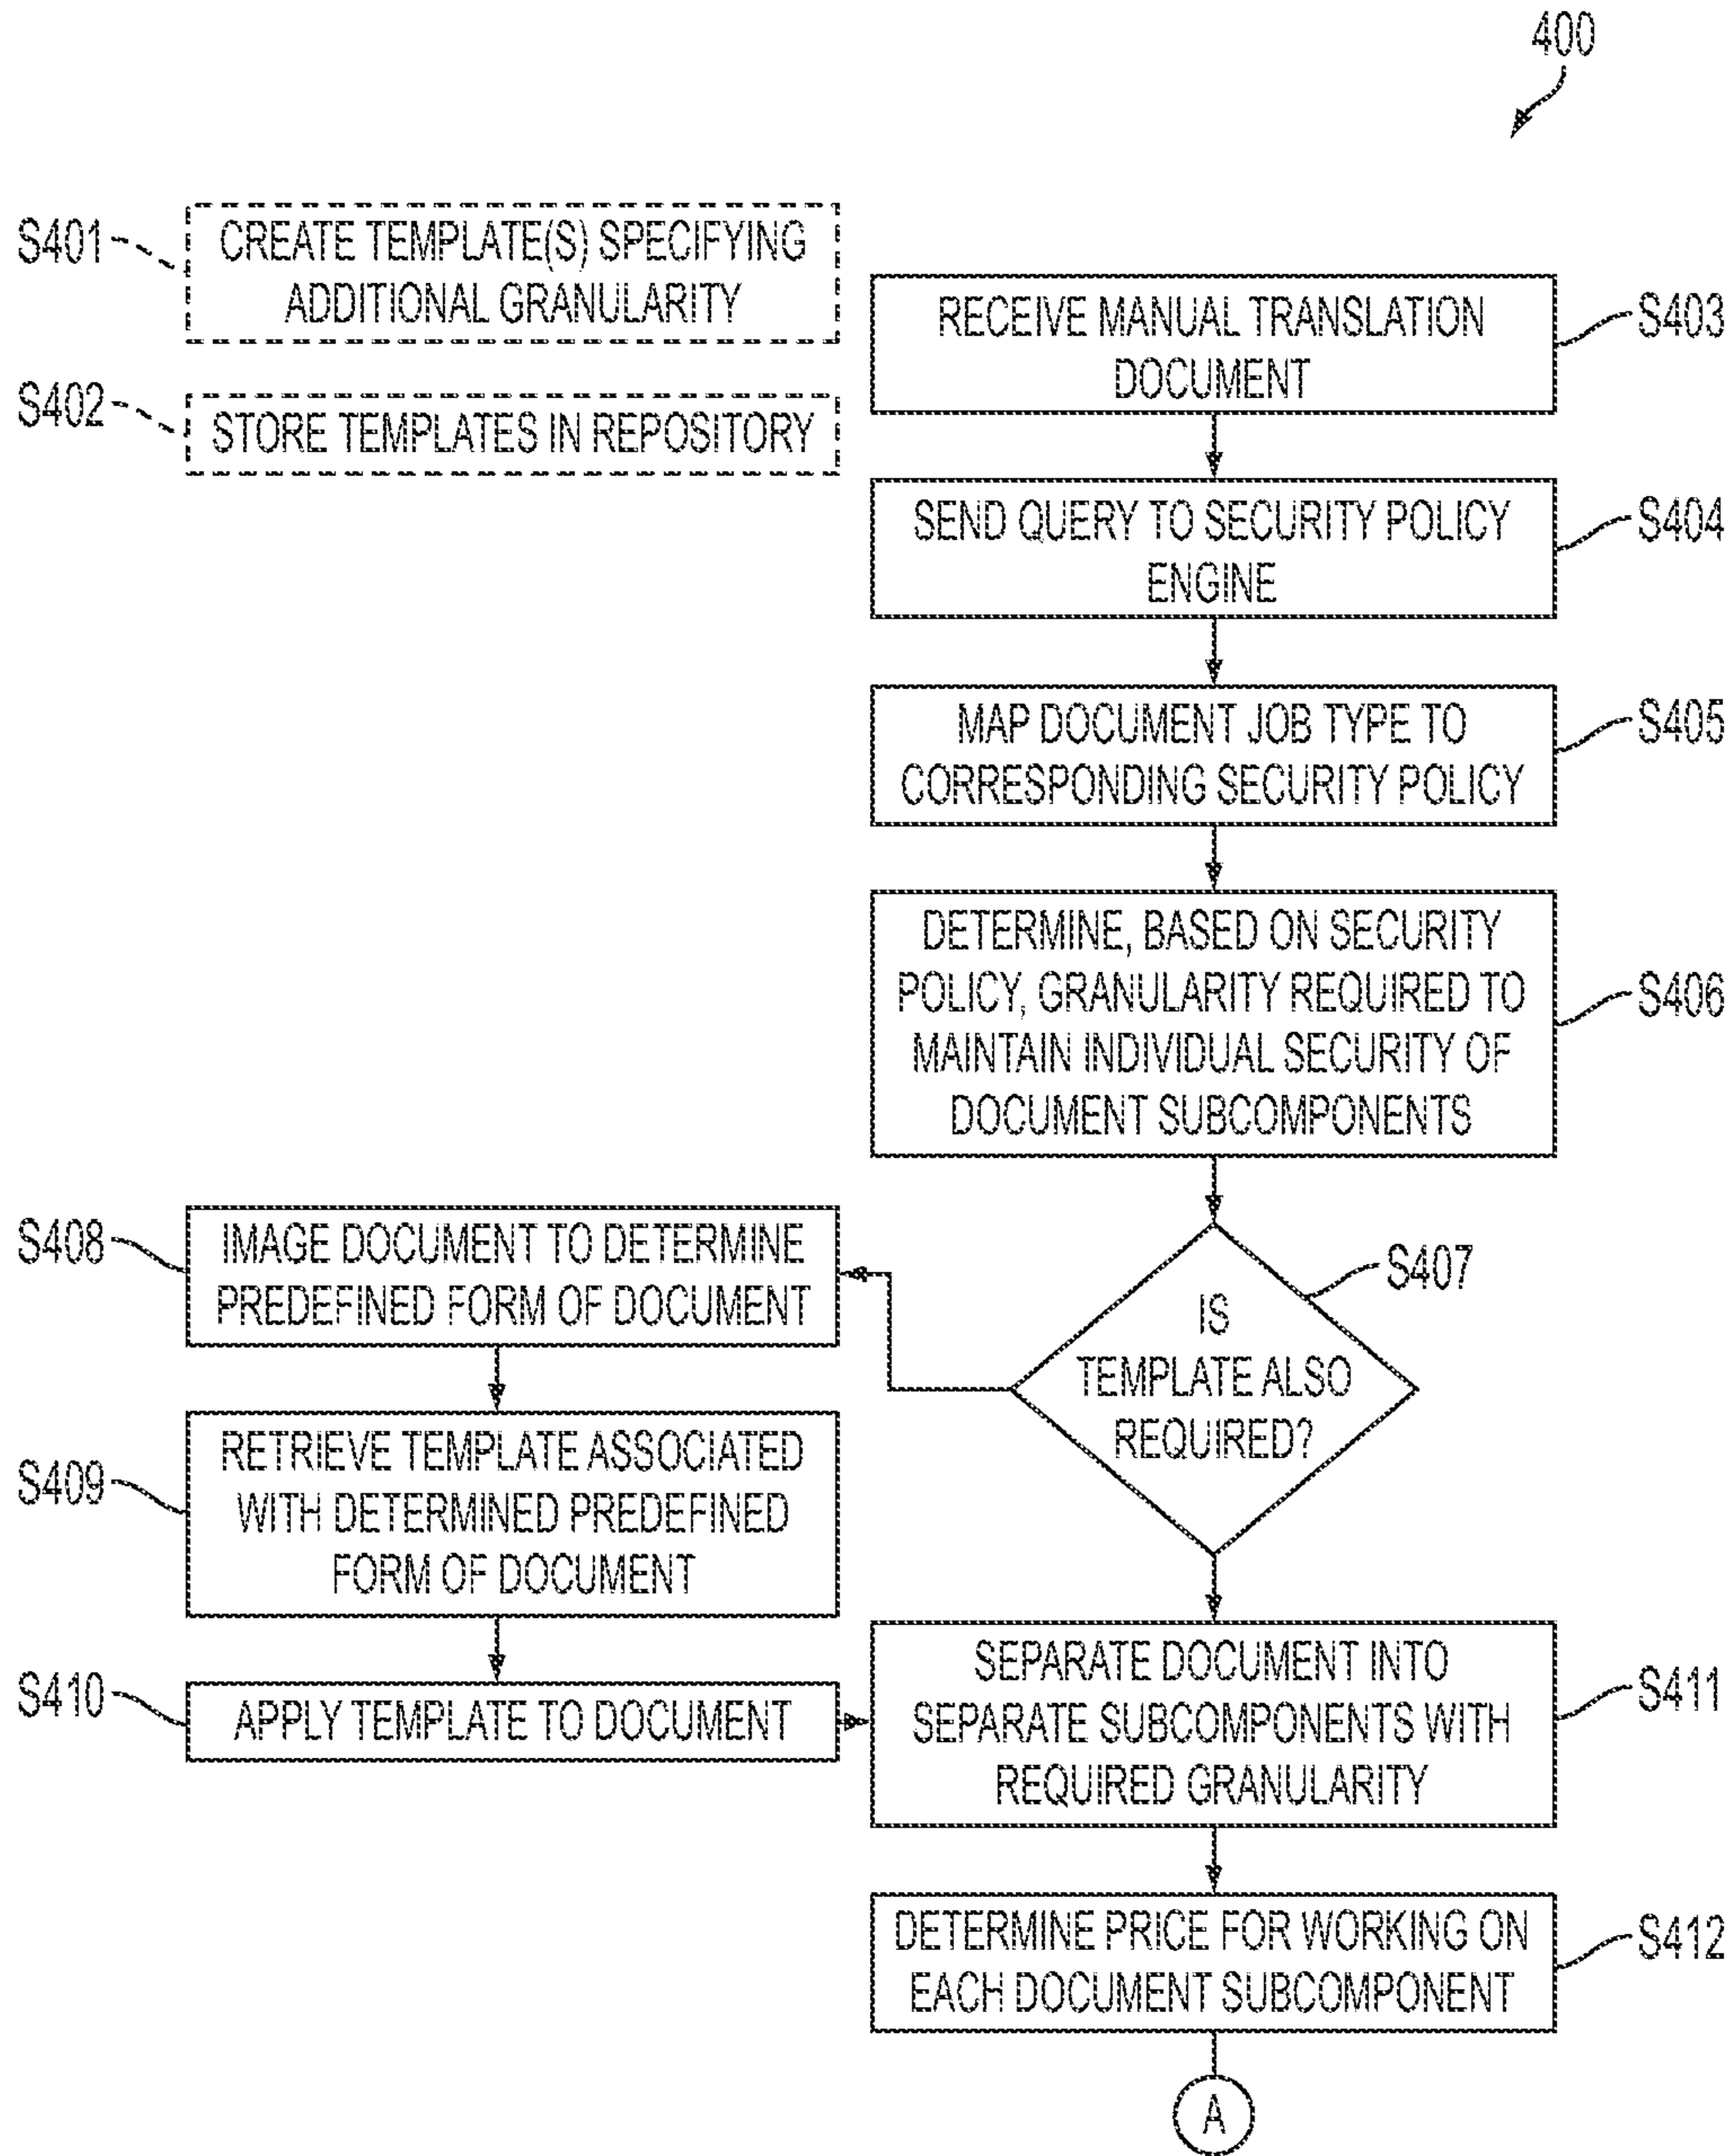 400
S401
CREATE TEMPLATE(S) SPECIFYING
ADDITIONAL GRANULARITY
S402
STORE TEMPLATES IN REPOSITORY
RECEIVE MANUAL TRANSLATION
DOCUMENT
S403
SEND QUERY TO SECURITY POLICY
ENGINE
S404
MAP DOCUMENT JOB TYPE TO
CORRESPONDING SECURITY POLICY
S405
DETERMINE, BASED ON SECURITY
POLICY, GRANULARITY REQUIRED TO
MAINTAIN INDIVIDUAL SECURITY OF
DOCUMENT SUBCOMPONENTS
S406
IS
TEMPLATE ALSO
REQUIRED?
S407
S408
IMAGE DOCUMENT TO DETERMINE
PREDEFINED FORM OF DOCUMENT
S409
RETRIEVE TEMPLATE ASSOCIATED
WITH DETERMINED PREDEFINED
FORM OF DOCUMENT
S410
APPLY TEMPLATE TO DOCUMENT
SEPARATE DOCUMENT INTO
SEPARATE SUBCOMPONENTS WITH
REQUIRED GRANULARITY
S411
DETERMINE PRICE FOR WORKING ON
EACH DOCUMENT SUBCOMPONENT
S412
A